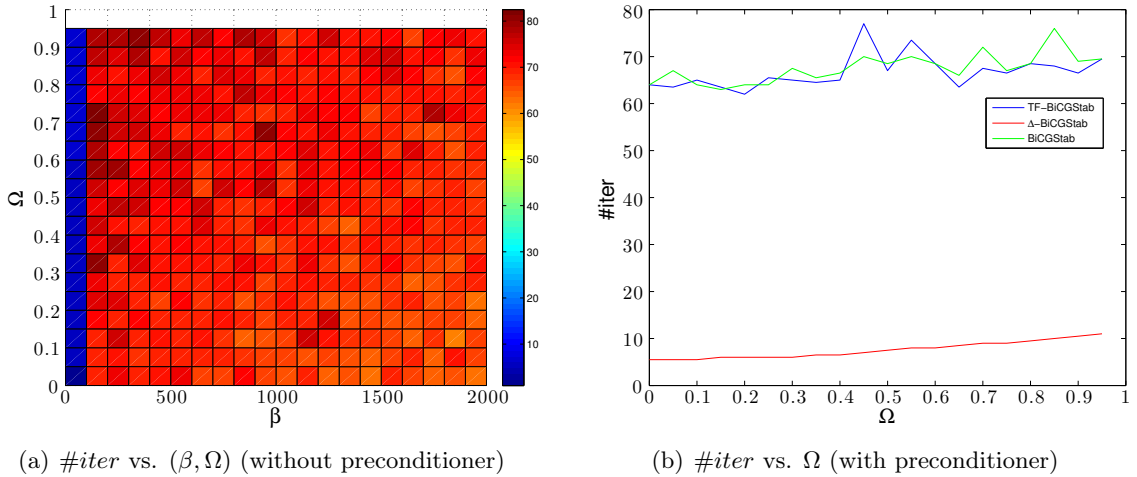 1
0.9
0.8
0.7
0.6
0.5
0.4
0.3
0.2
0.1
0
Ω
0 500 1000 1500 2000
β
80
70
60
50
40
30
20
10
(a) #iter vs. (β, Ω) (without preconditioner)
80
70
60
50
40
30
20
10
0
#iter
TF-BiCGStab
Δ-BiCGStab
BiCGStab
0 0.1 0.2 0.3 0.4 0.5 0.6 0.7 0.8 0.9 1
Ω
(b) #iter vs. Ω (with preconditioner)